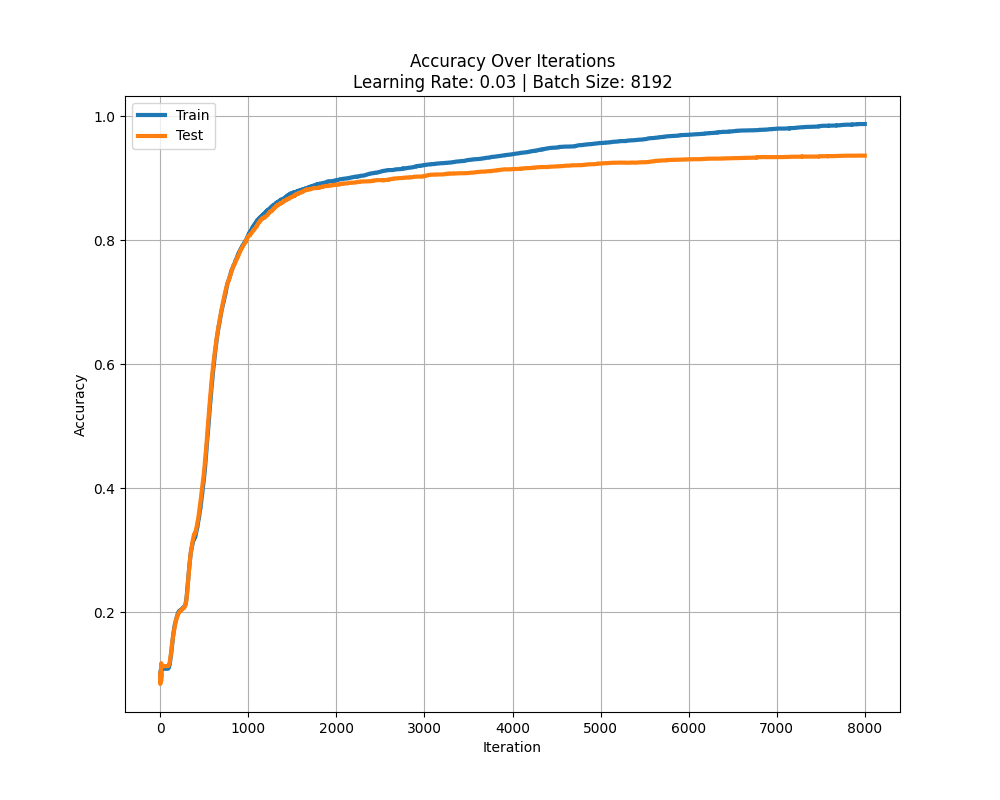 Accuracy Over Iterations
Learning Rate: 0.03 | Batch Size: 8192
Train
Test
1.0
0.8
0.6
0.4
0.2
Accuracy
0 1000 2000 3000 4000 5000 6000 7000 8000
Iteration